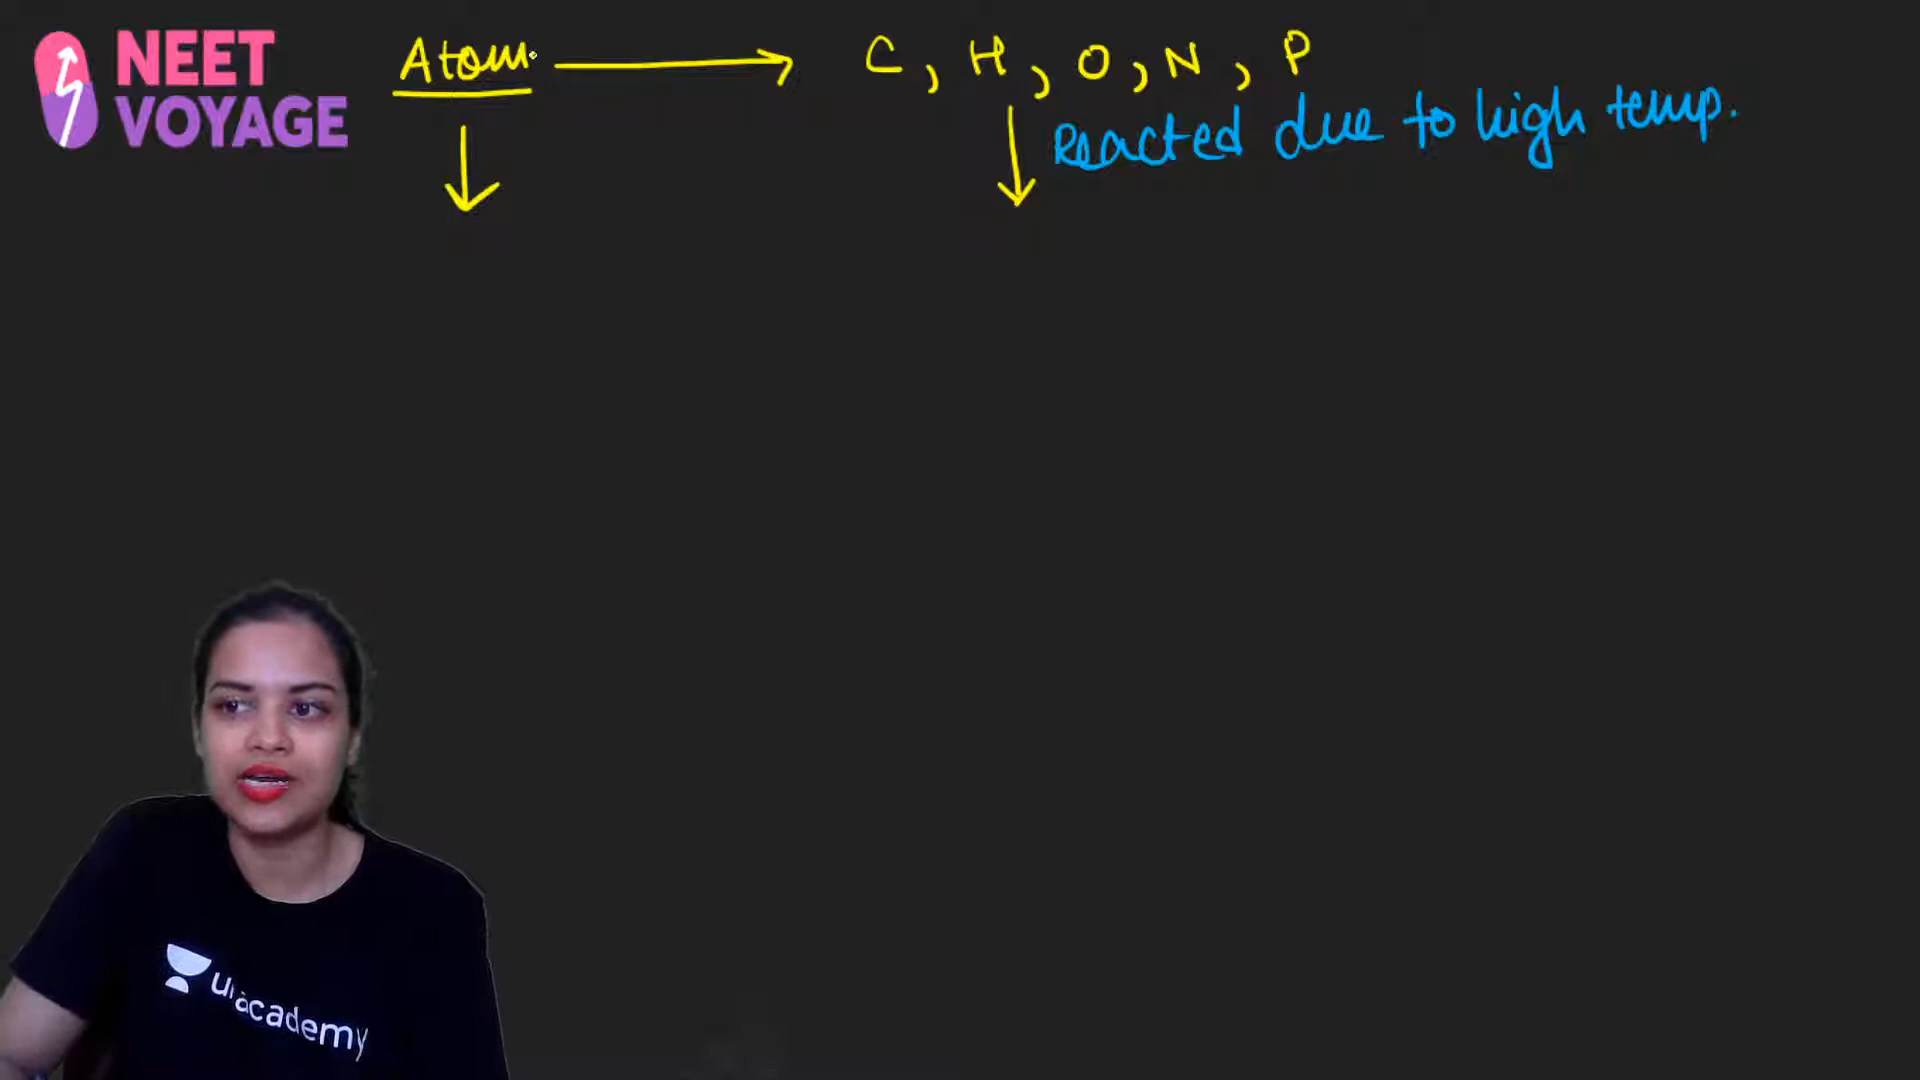 NEET
VOYAGE
Atom → C, H, O, N, P
Reacted due to high temp.
unacademy